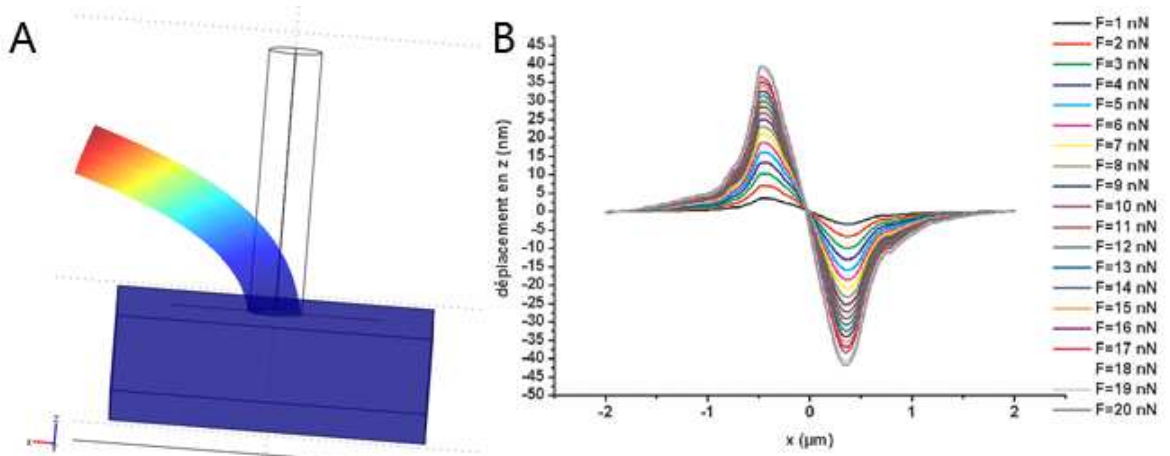 A
B
F=1 nN
F=2 nN
F=3 nN
F=4 nN
F=5 nN
F=6 nN
F=7 nN
F=8 nN
F=9 nN
F=10 nN
F=11 nN
F=12 nN
F=13 nN
F=14 nN
F=15 nN
F=16 nN
F=17 nN
F=18 nN
F=19 nN
F=20 nN
déplacement en z (nm)
45
40
35
30
25
20
15
10
5
0
-5
-10
-15
-20
-25
-30
-35
-40
-45
-50
-2
-1
0
1
2
x (µm)